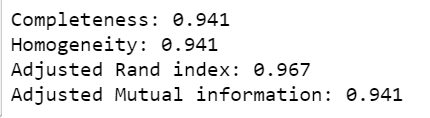 Completeness: 0.941
Homogeneity: 0.941
Adjusted Rand index: 0.967
Adjusted Mutual information: 0.941